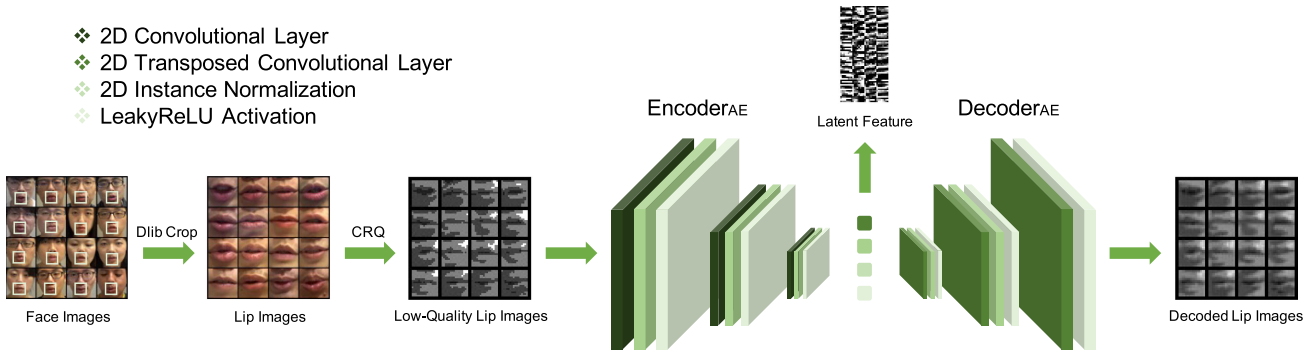 2D Convolutional Layer
2D Transposed Convolutional Layer
2D Instance Normalization
LeakyReLU Activation
EncoderAE
Latent Feature
DecoderAE
Dlib Crop
CRQ
Face Images
Lip Images
Low-Quality Lip Images
Decoded Lip Images